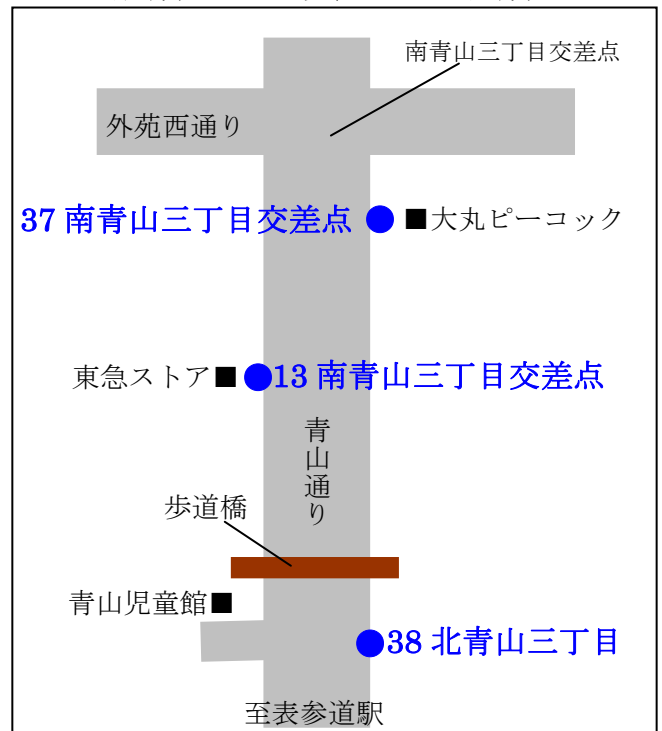 南青山三丁目交差点
外苑西通り
37 南青山三丁目交差点
■大丸ピーコック
東急ストア■
13 南青山三丁目交差点
青山通り
歩道橋
青山児童館■
38 北青山三丁目
至表参道駅